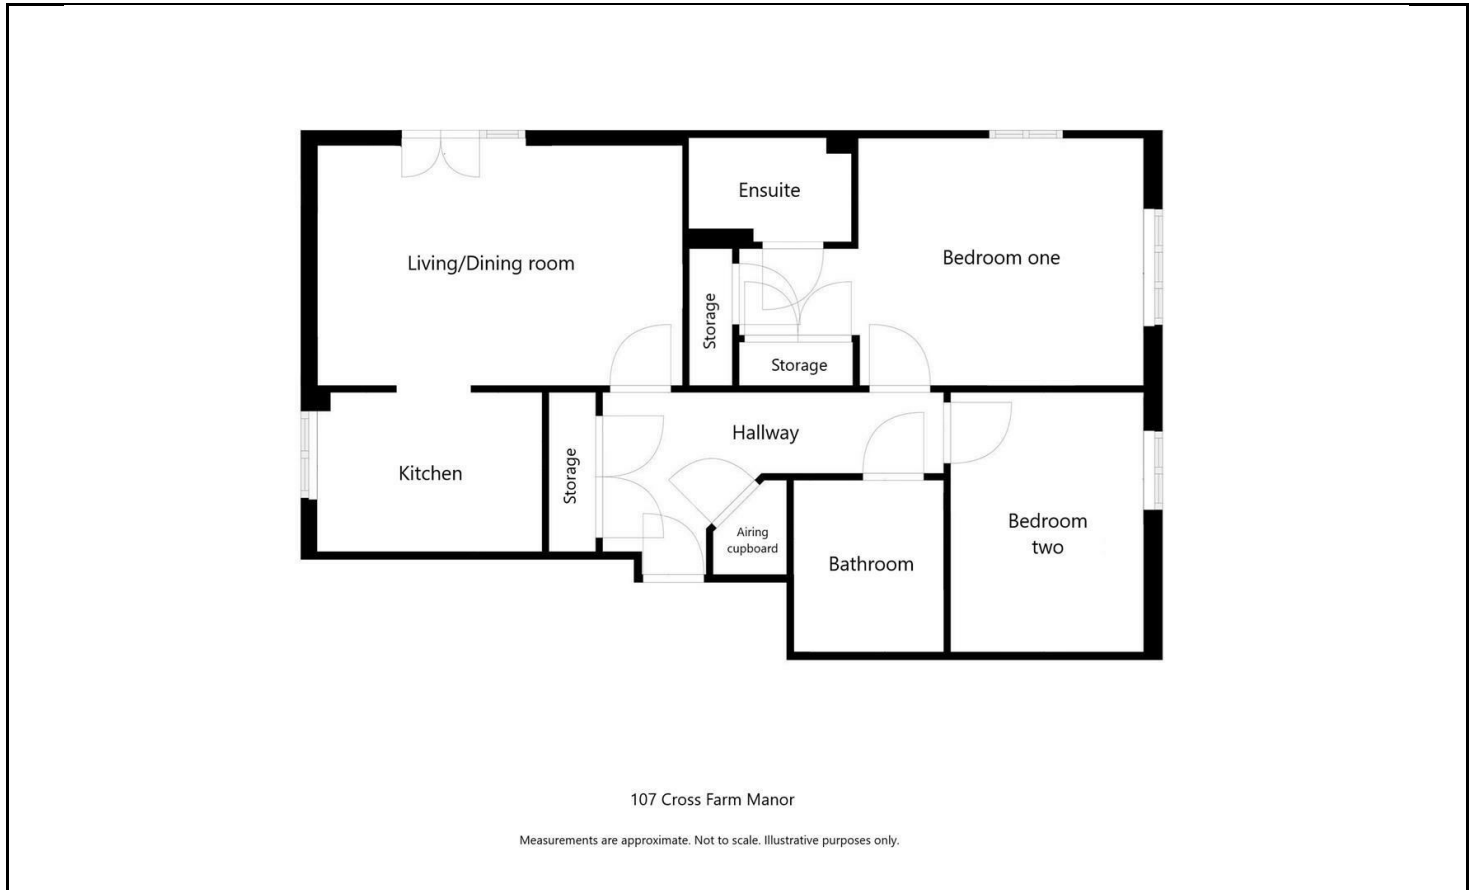 Ensuite
Living/Dining room
Bedroom one
Storage
Storage
Hallway
Kitchen
Storage
Airing
cupboard
Bathroom
Bedroom
two
107 Cross Farm Manor
Measurements are approximate. Not to scale. Illustrative purposes only.